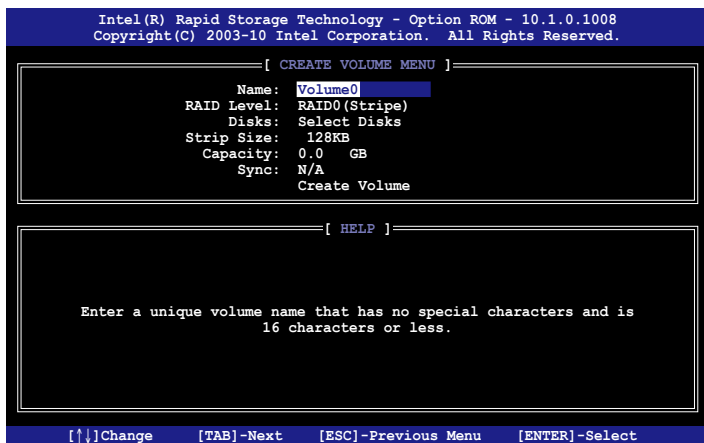 Intel(R) Rapid Storage Technology - Option ROM - 10.1.0.1008
Copyright(C) 2003-10 Intel Corporation. All Rights Reserved.
[ CREATE VOLUME MENU ]
Name: Volume0
RAID Level: RAID0(Stripe)
Disks: Select Disks
Strip Size: 128KB
Capacity: 0.0 GB
Sync: N/A
Create Volume
[ HELP ]
Enter a unique volume name that has no special characters and is
16 characters or less.
[↑↓]Change [TAB]-Next [ESC]-Previous Menu [ENTER]-Select